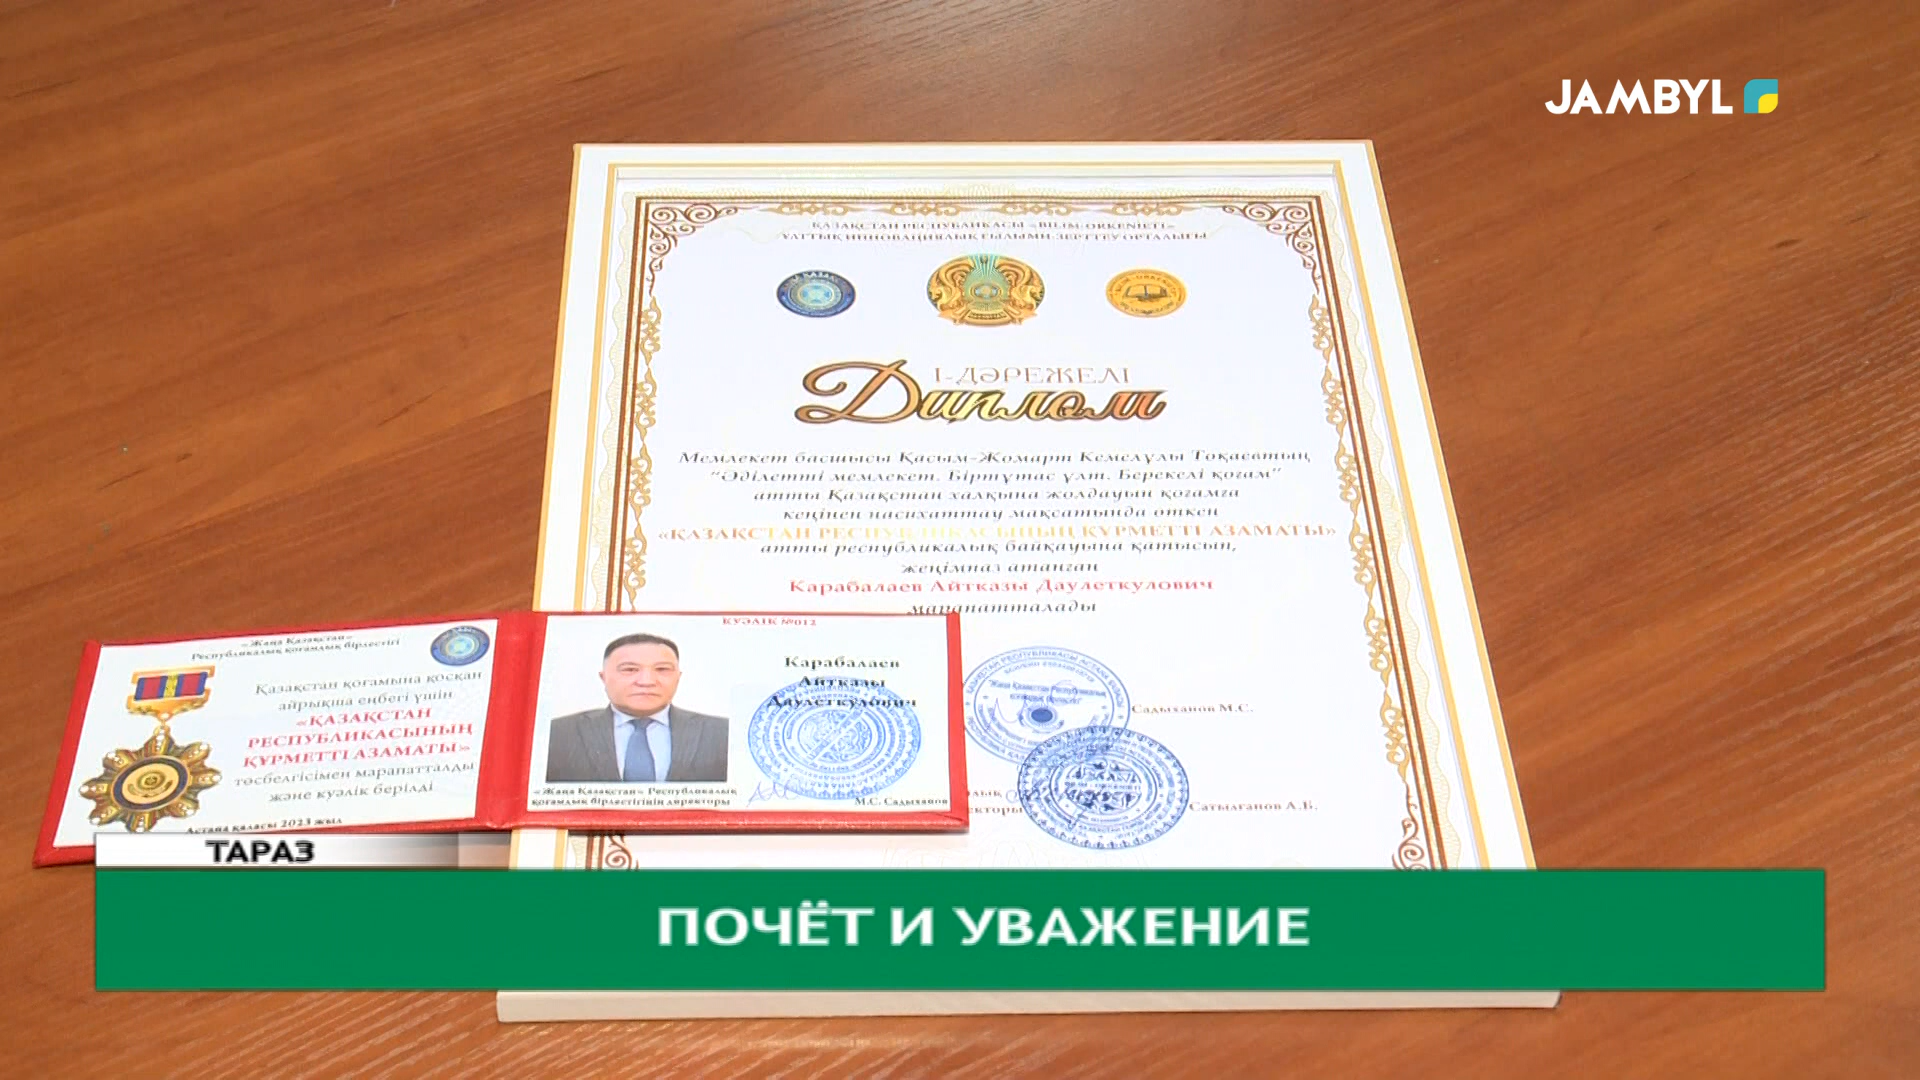 JAMBYL
ҚАЗАҚСТАН РЕСПУБЛИКАСЫ «BILIM-ORKENIETI»
ҰЛТТЫҚ ИННОВАЦИЯЛЫҚ ҒЫЛЫМИ-ЗЕРТТЕУ ОРТАЛЫҒЫ
І-ДӘРЕЖЕЛІ
Диплом
Мемлекет басшысы Қасым-Жомарт Кемелұлы Тоқаевтың
“Әділетті мемлекет. Біртұтас ұлт. Берекелі қоғам”
атты Қазақстан халқына жолдауын қоғамға
кеңінен насихаттау мақсатында өткен
«ҚАЗАҚСТАН РЕСПУБЛИКАСЫНЫҢ ҚҰРМЕТТІ АЗАМАТЫ»
атты республикалық байқауына қатысып,
жеңімпаз атанған
Карабалаев Айтказы Даулеткулович
марапатталады
Садыханов М.С.
Сатылганов А.Б.
«Жаңа Қазақстан»
Республикалық қоғамдық бірлестігі
Қазақстан қоғамына қосқан
айрықша еңбегі үшін
«ҚАЗАҚСТАН
РЕСПУБЛИКАСЫНЫҢ
ҚҰРМЕТТІ АЗАМАТЫ»
төсбелгісімен марапатталды
және куәлік берілді
Астана қаласы 2023 жыл
КУӘЛІК №012
Карабалаев
Айтказы
Даулеткулович
«Жаңа Қазақстан» Республикалық
қоғамдық бірлестігінің директоры
М.С. Садыханов
ТАРАЗ
ПОЧЁТ И УВАЖЕНИЕ